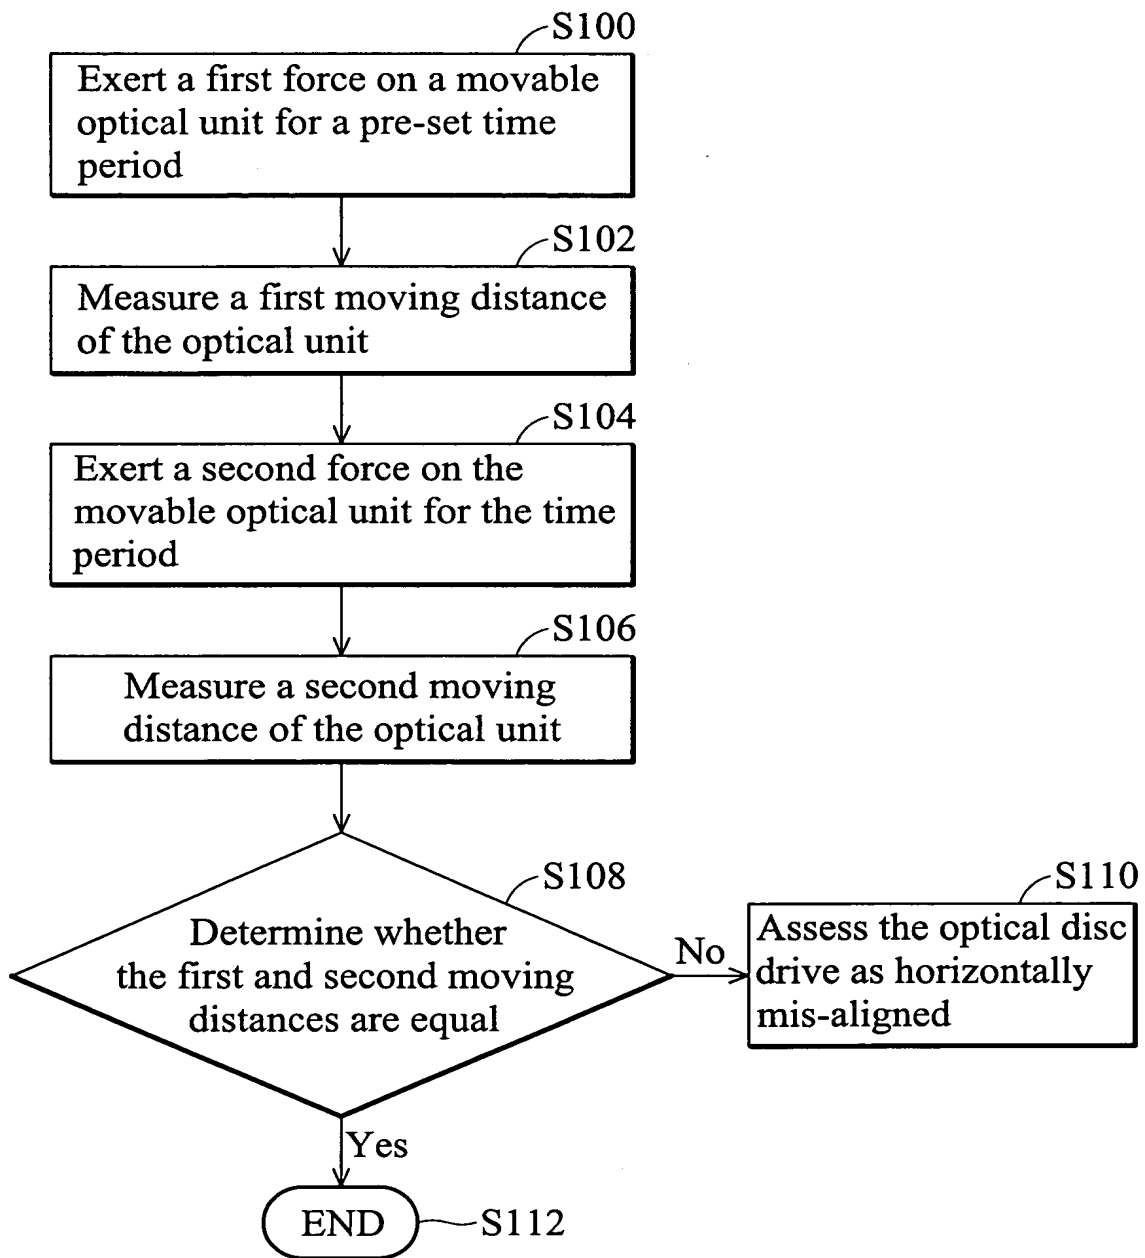 S100
Exert a first force on a movable
optical unit for a pre-set time
period
S102
Measure a first moving distance
of the optical unit
S104
Exert a second force on the
movable optical unit for the time
period
S106
Measure a second moving
distance of the optical unit
S108
Determine whether
the first and second moving
distances are equal
No
S110
Assess the optical disc
drive as horizontally
mis-aligned
Yes
END
S112